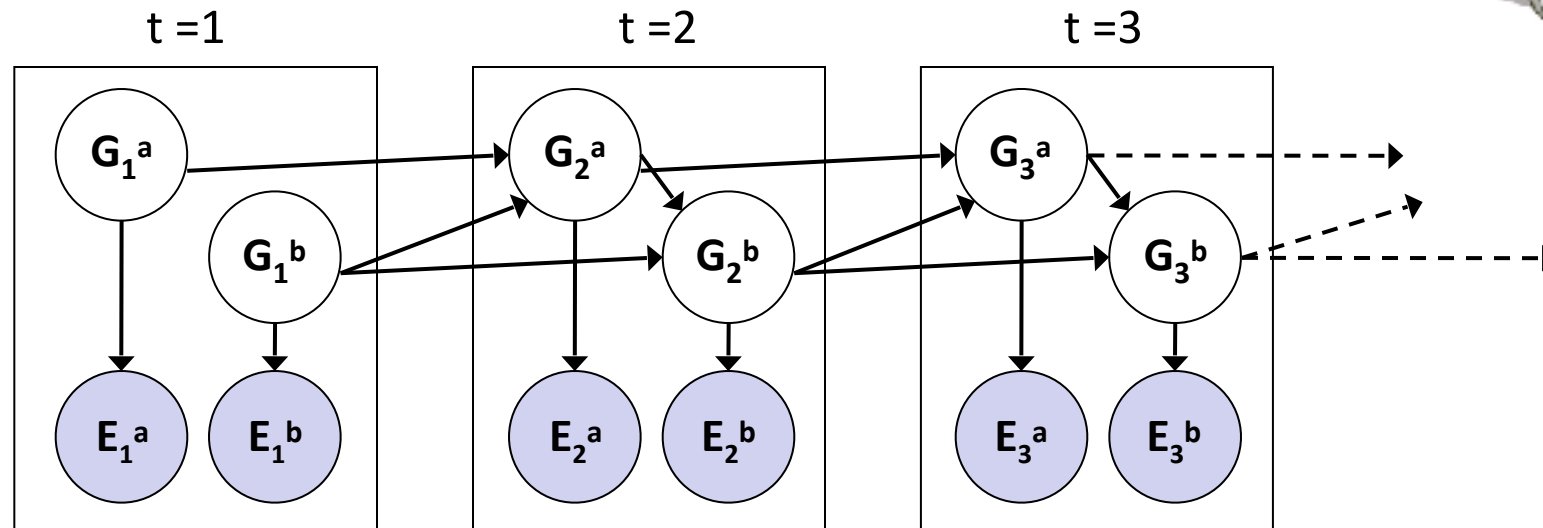 t =1 t =2 t =3
G₁ᵃ G₂ᵃ G₃ᵃ
G₁ᵇ G₂ᵇ G₃ᵇ
E₁ᵃ E₁ᵇ E₂ᵃ E₂ᵇ E₃ᵃ E₃ᵇ